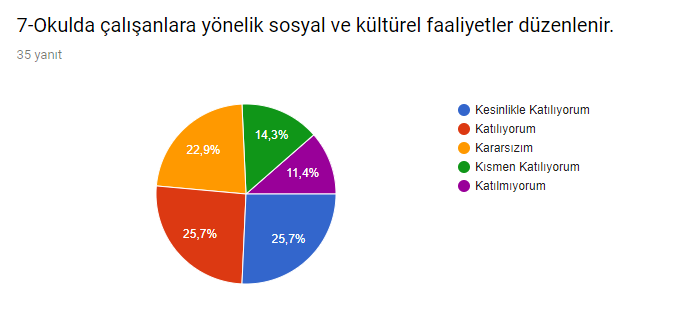 7-Okulda çalışanlara yönelik sosyal ve kültürel faaliyetler düzenlenir.
35 yanıt
Kesinlikle Katılıyorum
Katılıyorum
Kararsızım
Kısmen Katılıyorum
Katılmıyorum
14,3%
22,9%
11,4%
25,7%
25,7%